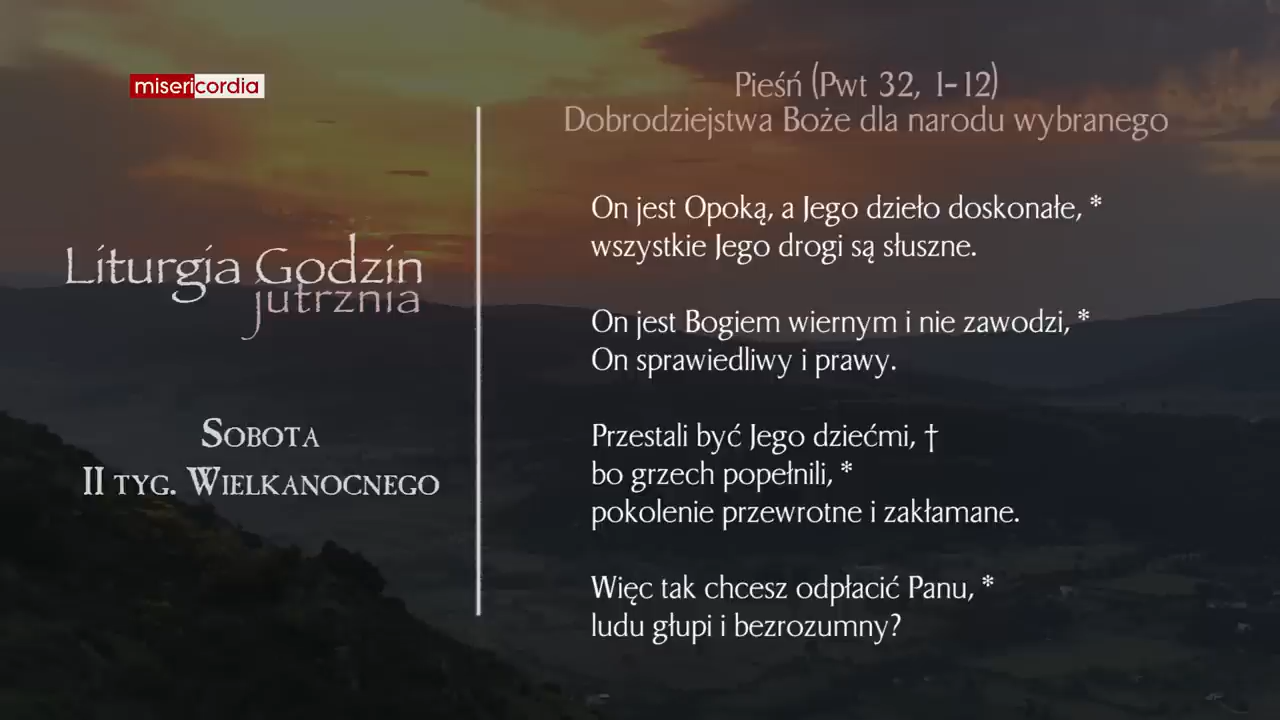 misericordia
Liturgia Godzin
jutrznia
Sobota
II tyg. Wielkanocnego
Pieśń (Pwt 32, 1-12)
Dobrodziejstwa Boże dla narodu wybranego
On jest Opoką, a Jego dzieło doskonałe, *
wszystkie Jego drogi są słuszne.
On jest Bogiem wiernym i nie zawodzi, *
On sprawiedliwy i prawy.
Przestali być Jego dziećmi, †
bo grzech popełnili, *
pokolenie przewrotne i zakłamane.
Więc tak chcesz odpłacić Panu, *
ludu głupi i bezrozumny?